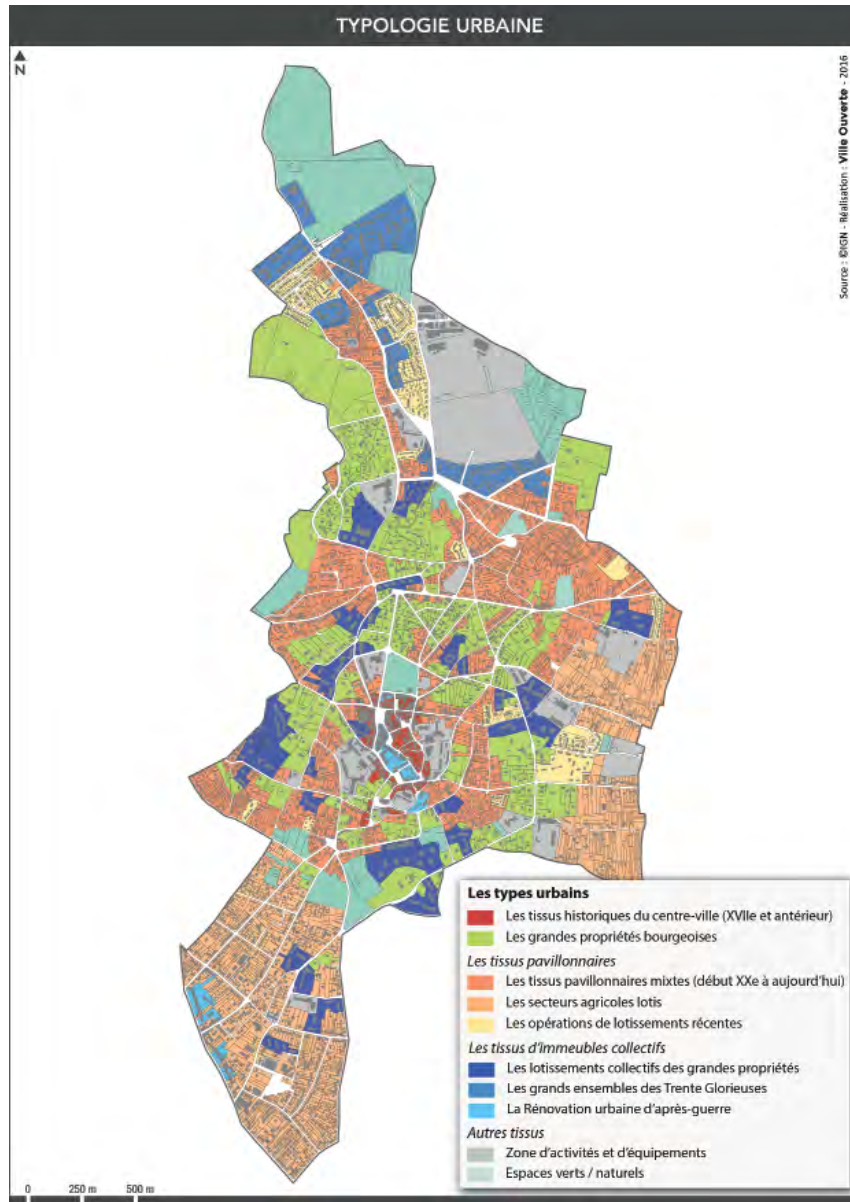 TYPOLOGIE URBAINE
N
Source : ©IGN - Réalisation : Ville Ouverte - 2016
Les types urbains
Les tissus historiques du centre-ville (XVIIe et antérieur)
Les grandes propriétés bourgeoises
Les tissus pavillonnaires
Les tissus pavillonnaires mixtes (début XXe à aujourd'hui)
Les secteurs agricoles lotis
Les opérations de lotissements récentes
Les tissus d'immeubles collectifs
Les lotissements collectifs des grandes propriétés
Les grands ensembles des Trente Glorieuses
La Rénovation urbaine d'après-guerre
Autres tissus
Zone d'activités et d'équipements
Espaces verts / naturels
0 250 m 500 m